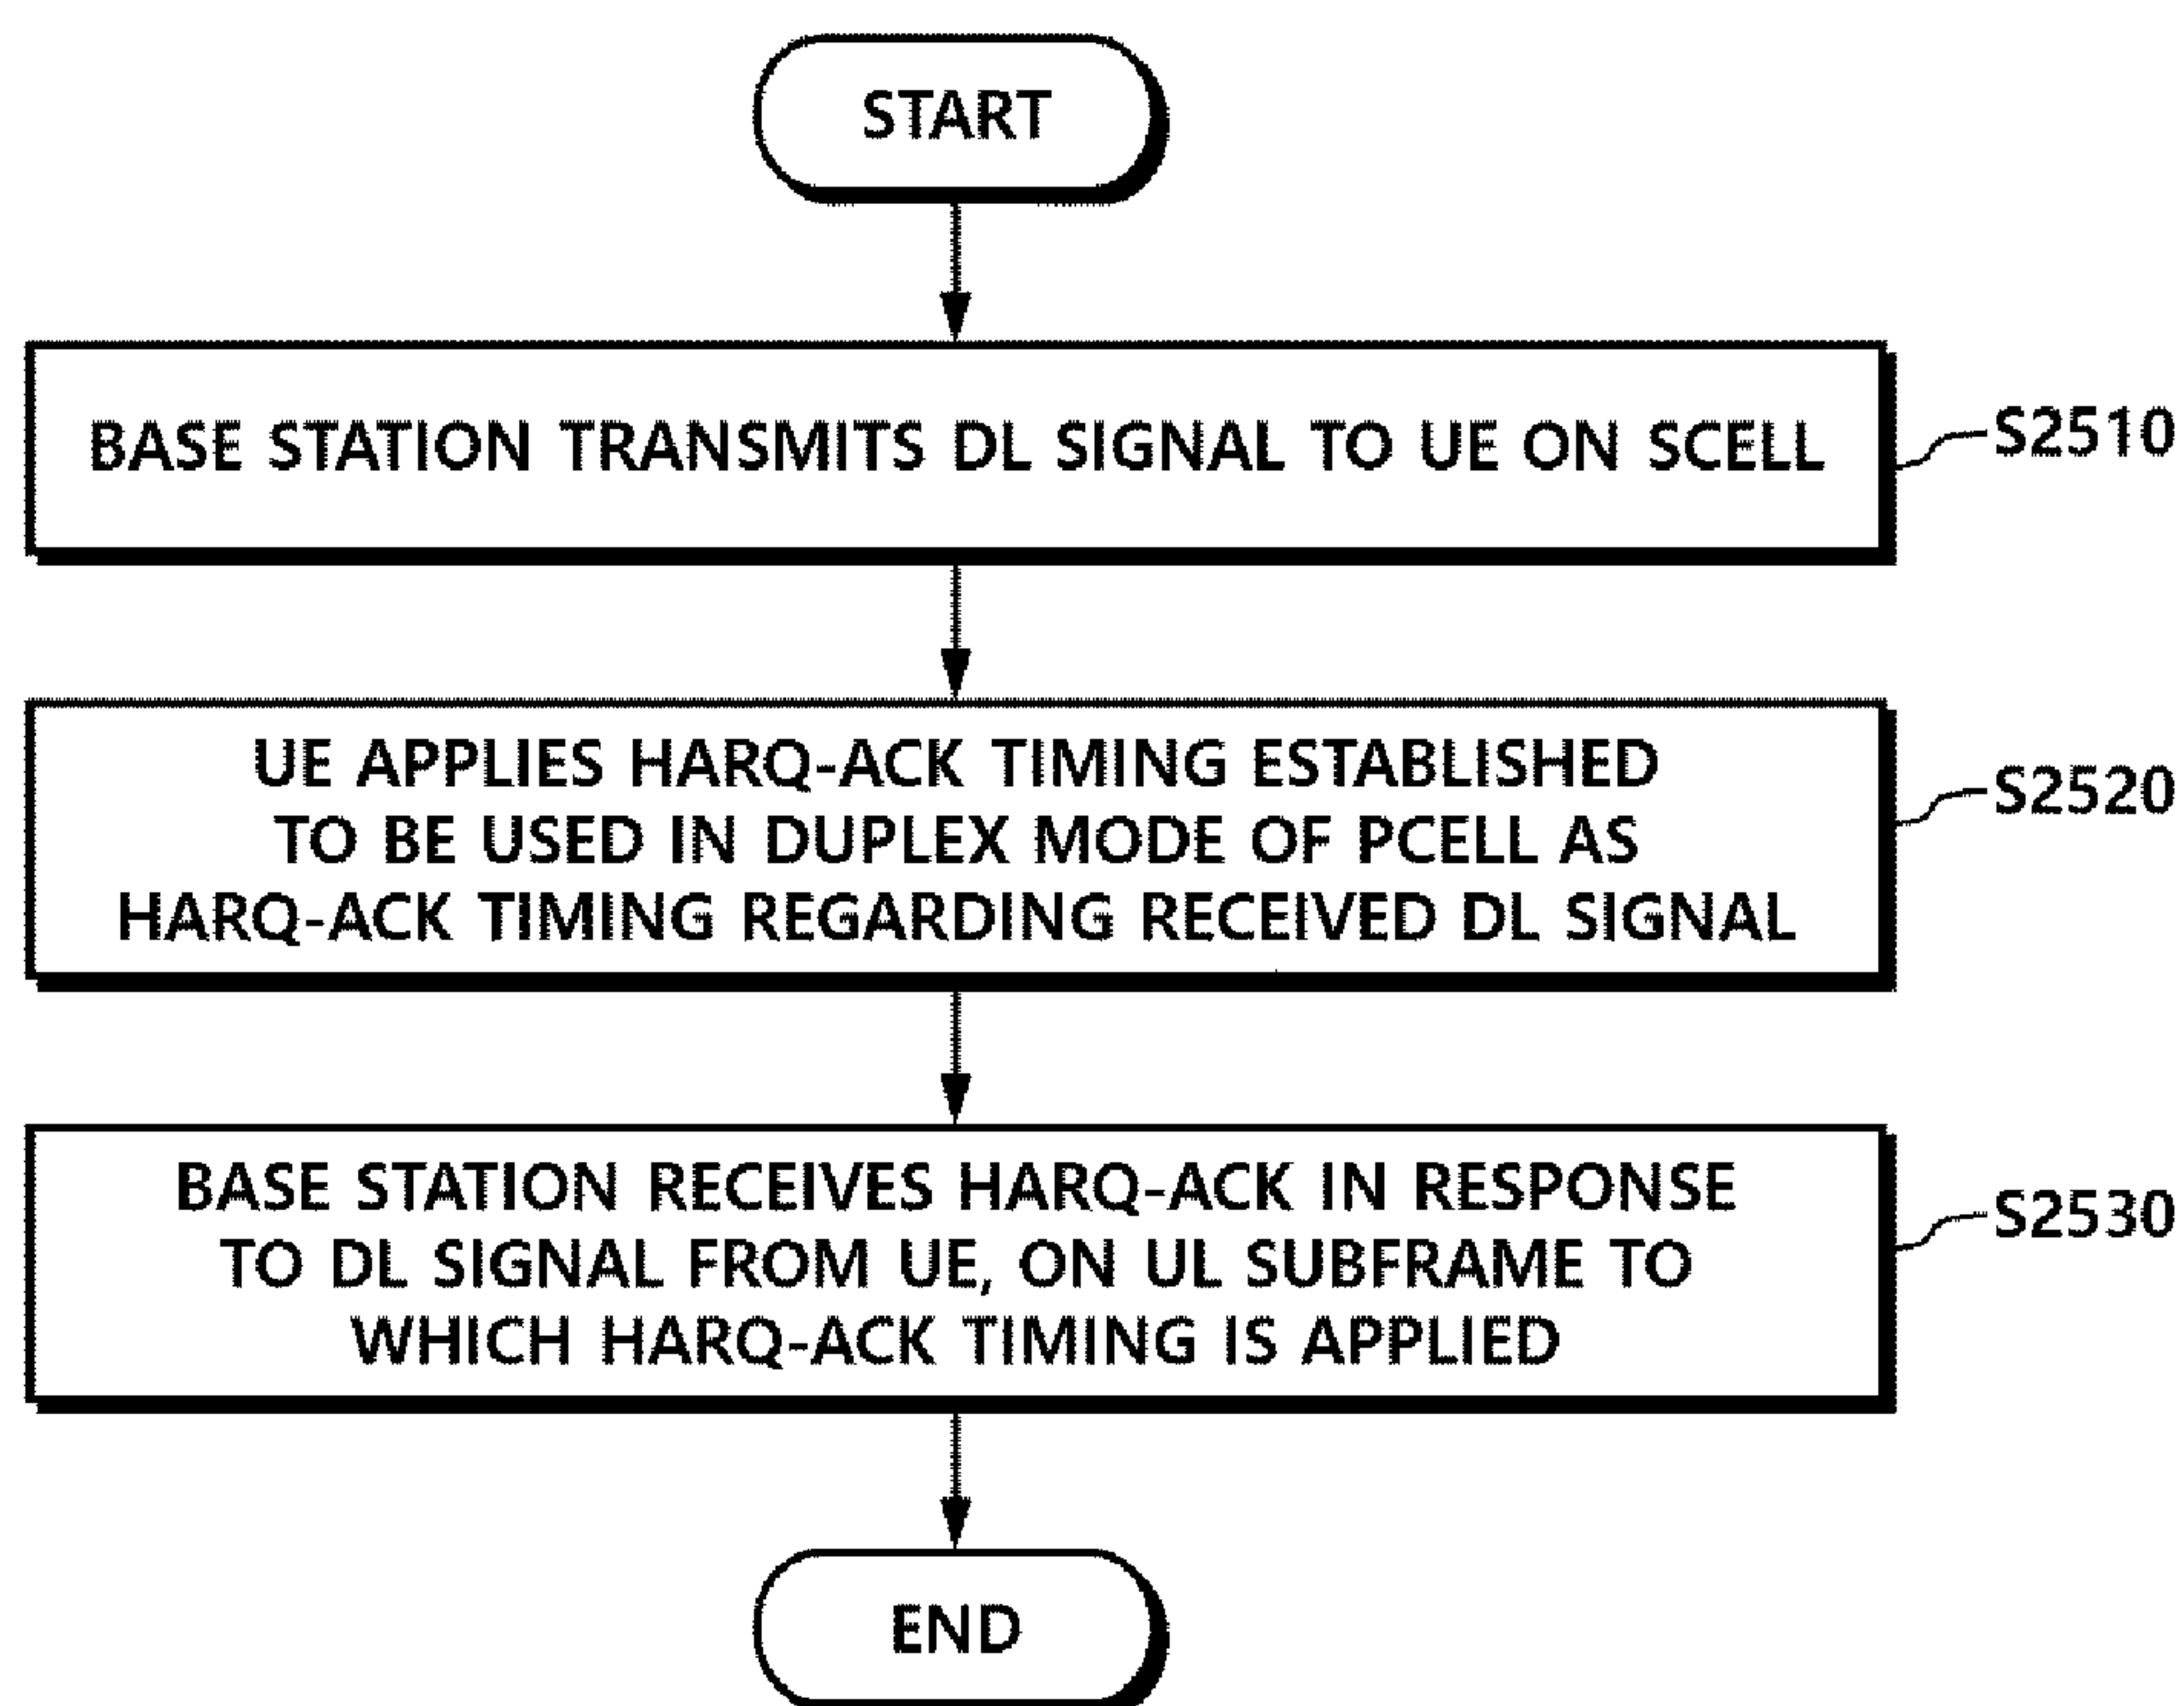 START
BASE STATION TRANSMITS DL SIGNAL TO UE ON SCELL
S2510
UE APPLIES HARQ-ACK TIMING ESTABLISHED
TO BE USED IN DUPLEX MODE OF PCELL AS
HARQ-ACK TIMING REGARDING RECEIVED DL SIGNAL
S2520
BASE STATION RECEIVES HARQ-ACK IN RESPONSE
TO DL SIGNAL FROM UE, ON UL SUBFRAME TO
WHICH HARQ-ACK TIMING IS APPLIED
S2530
END